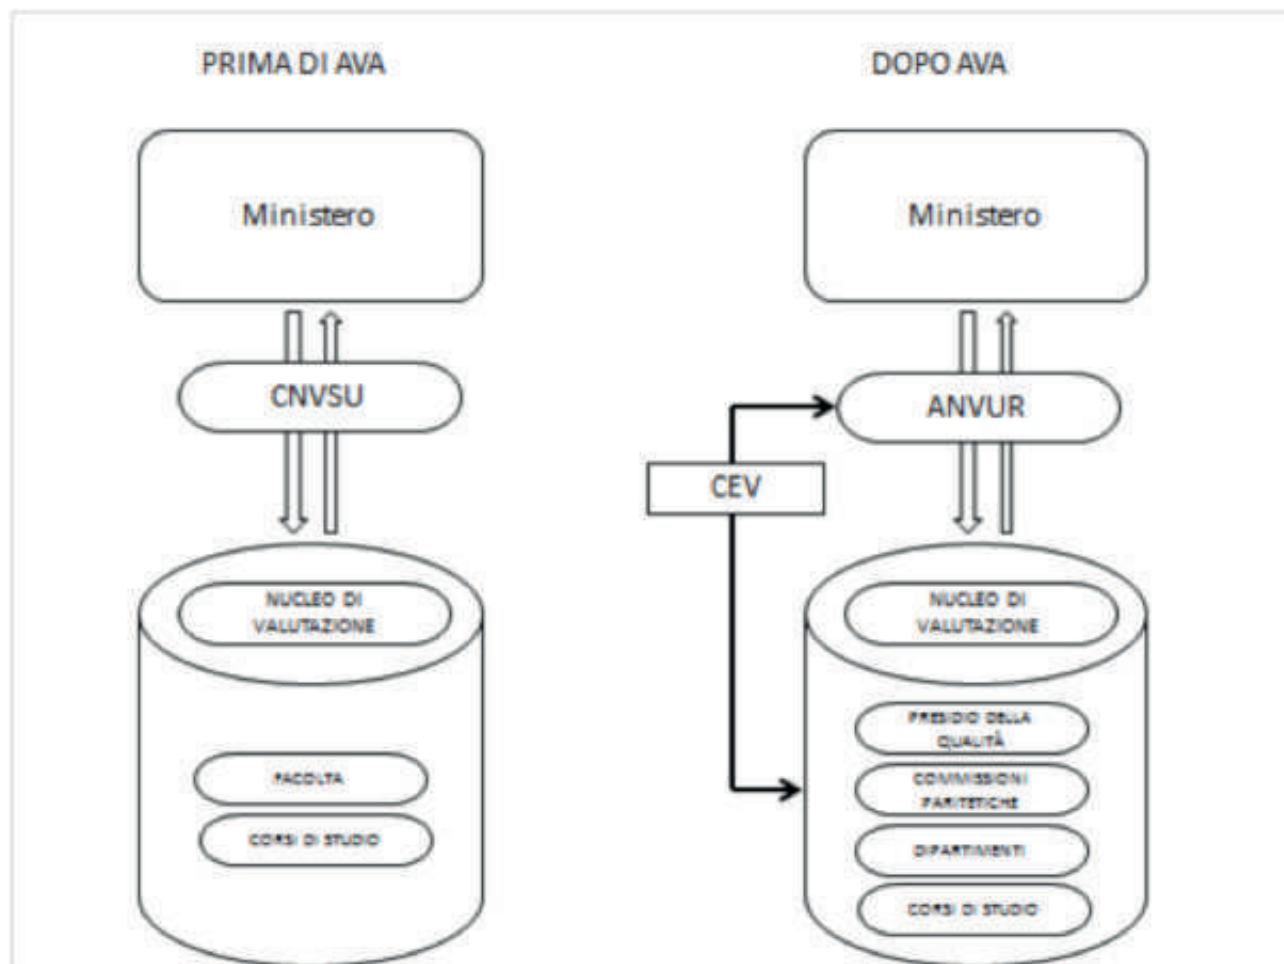 PRIMA DI AVA
Ministero
CNVSU
NUCLEO DI
VALUTAZIONE
FACOLTA
CORSI DI STUDIO
DOPO AVA
Ministero
ANVUR
CEV
NUCLEO DI
VALUTAZIONE
PRESIDIO DELLA
QUALITÀ
COMMISSIONI
PARITETICHE
DIPARTIMENTI
CORSI DI STUDIO